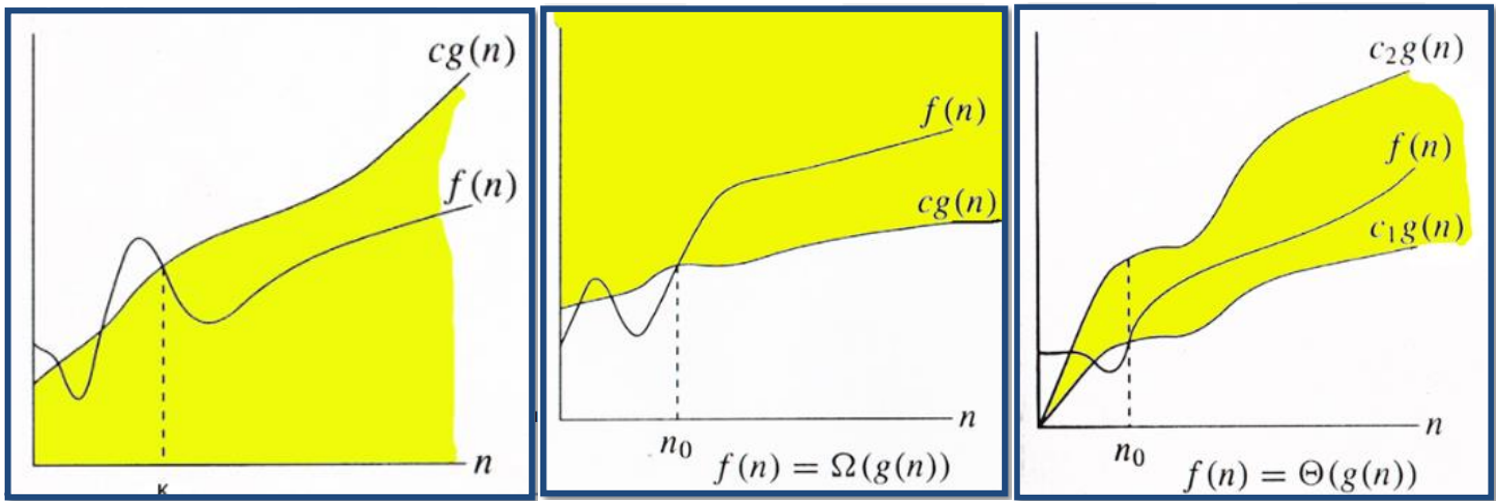 cg(n)
f(n)
n
K
f(n)
cg(n)
n
n₀
f(n) = Ω(g(n))
c₂g(n)
f(n)
c₁g(n)
n
n₀
f(n) = Θ(g(n))